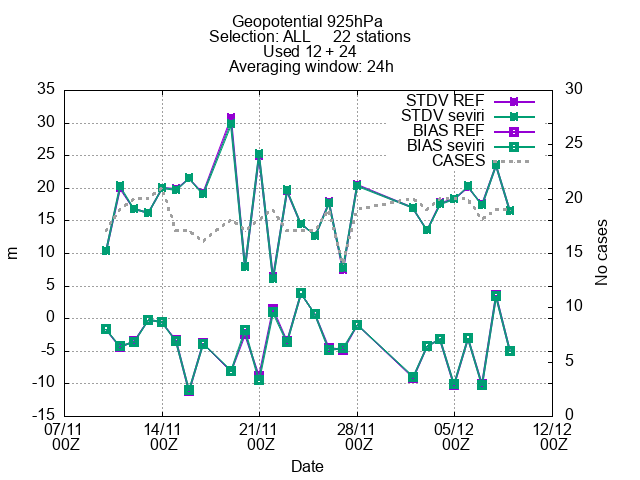 Geopotential 925hPa
Selection: ALL 22 stations
Used 12 + 24
Averaging window: 24h
35
30
25
20
15
10
5
0
-5
-10
-15
m
30
25
20
15
10
5
0
No cases
STDV REF
STDV seviri
BIAS REF
BIAS seviri
CASES
07/11 14/11 21/11 28/11 05/12 12/12
00Z 00Z 00Z 00Z 00Z 00Z
Date